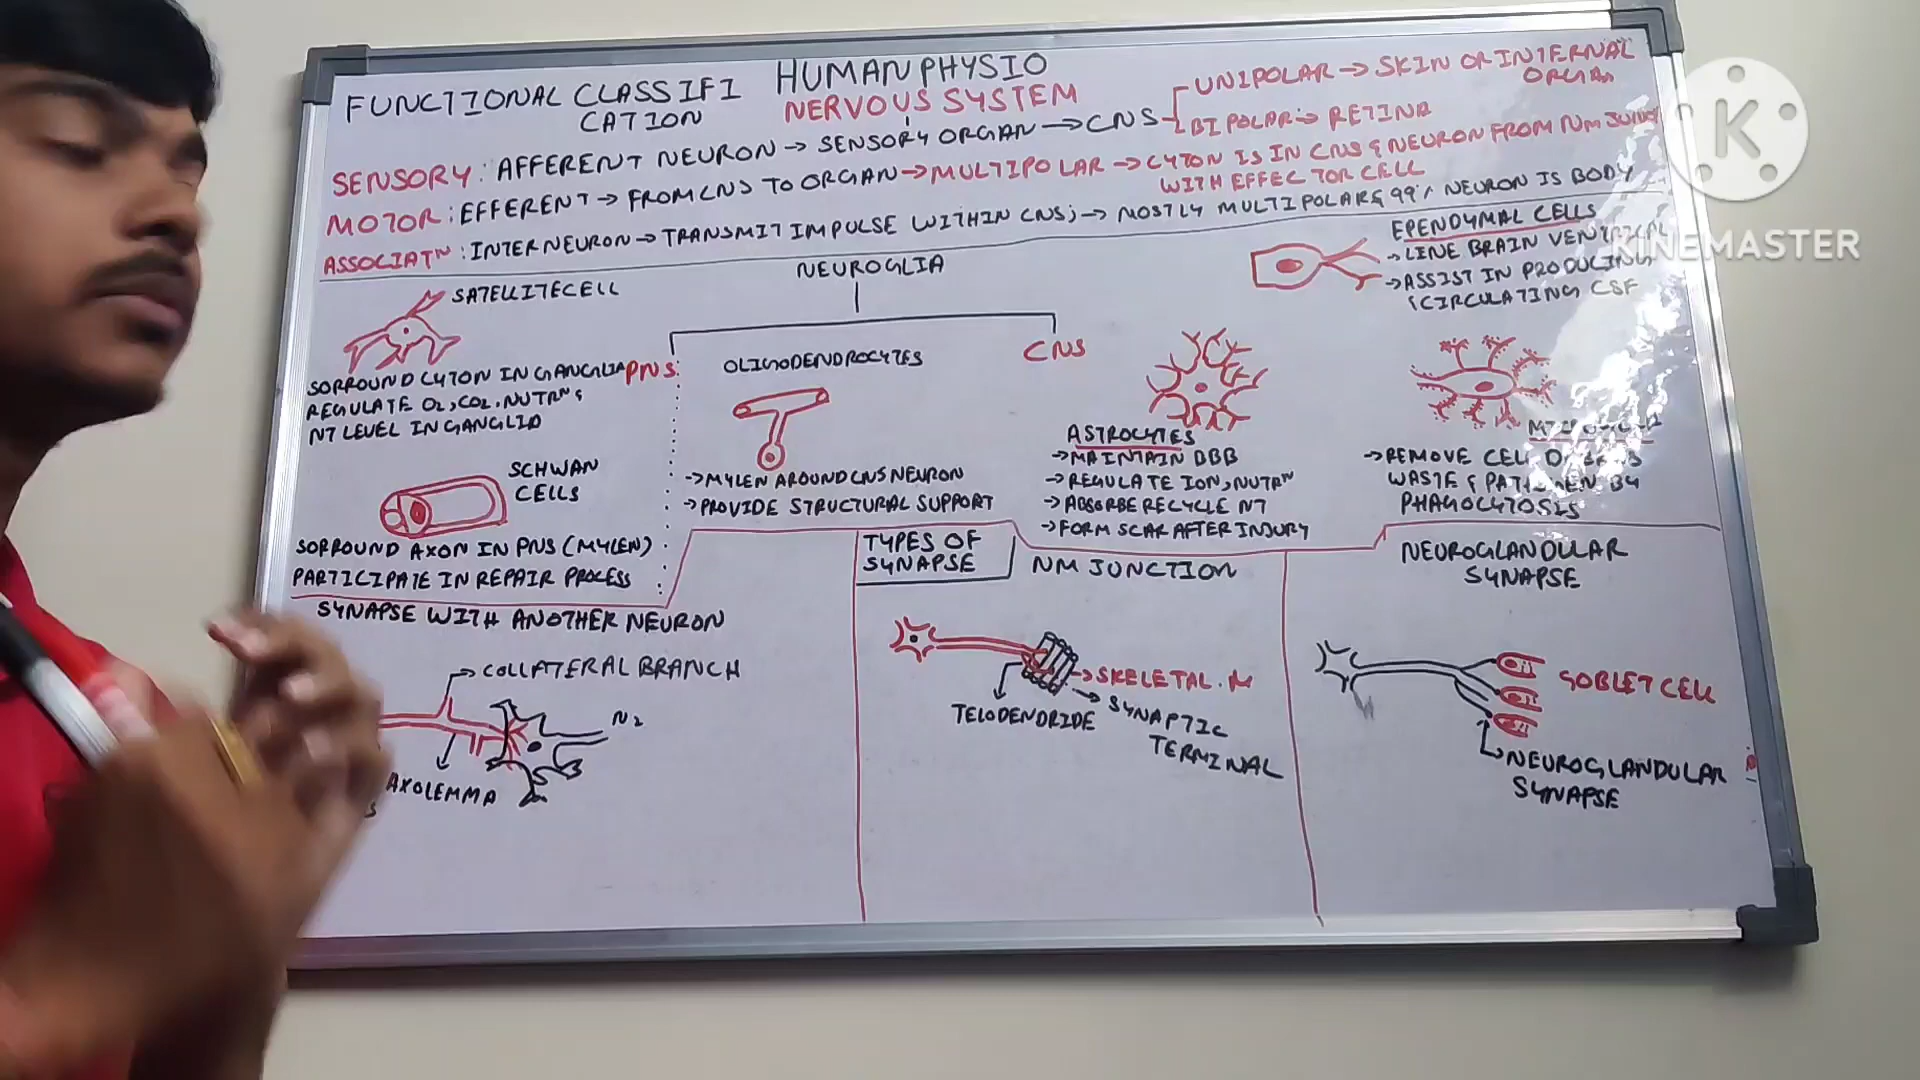 HUMAN PHYSIO
NERVOUS SYSTEM
FUNCTIONAL CLASSIFI
CATION
UNIPOLAR → SKIN OR INTERNAL
ORGAN
BIPOLAR → RETINA
SENSORY: AFFERENT NEURON → SENSORY ORGAN → CNS
MOTOR: EFFERENT → FROM CNS TO ORGAN → MULTIPOLAR → CYTON IS IN CNS & NEURON FROM NM
WITH EFFECTOR CELL
ASSOCIATN: INTERNEURON → TRANSMIT IMPULSE WITHIN CNS; → MOSTLY MULTIPOLAR & 99% NEURON IS BODY
K
KINEMASTER
NEUROGLIA
PNS
CNS
SATELLITE CELL
SORROUND CYTON IN GANGLIA
REGULATE O2, CO2, NUTRN &
NT LEVEL IN GANGLIA
SCHWAN
CELLS
SORROUND AXON IN PNS (MYLEN)
PARTICIPATE IN REPAIR PROCESS
OLIGODENDROCYTES
→ MYLEN AROUND CNS NEURON
→ PROVIDE STRUCTURAL SUPPORT
ASTROCYTES
→ MAINTAIN BBB
→ REGULATE ION, NUTRN
→ ABSORBE RECYCLE NT
→ FORM SCAR AFTER INJURY
EPENDYMAL CELLS
→ LINE BRAIN
→ ASSIST IN PRODUCING
& CIRCULATING CSF
→ REMOVE CELL
WASTE & BY
PHAGOCYTOSIS
TYPES OF
SYNAPSE
SYNAPSE WITH ANOTHER NEURON
COLLATERAL BRANCH
N2
AXOLEMMA
NM JUNCTION
SKELETAL. M
TELODENDRIDE
SYNAPTIC
TERMINAL
NEUROGLANDULAR
SYNAPSE
GOBLET CELL
NEUROGLANDULAR
SYNAPSE